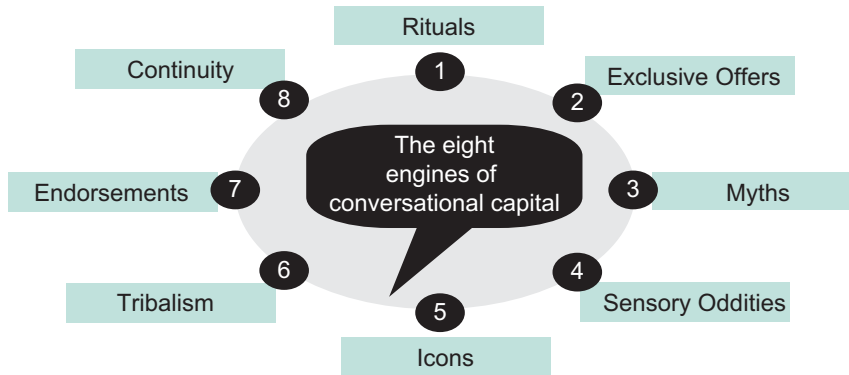 Rituals
1
Continuity
8
2
Exclusive Offers
The eight
engines of
conversational capital
Endorsements
7
3
Myths
6
Tribalism
4
Sensory Oddities
5
Icons